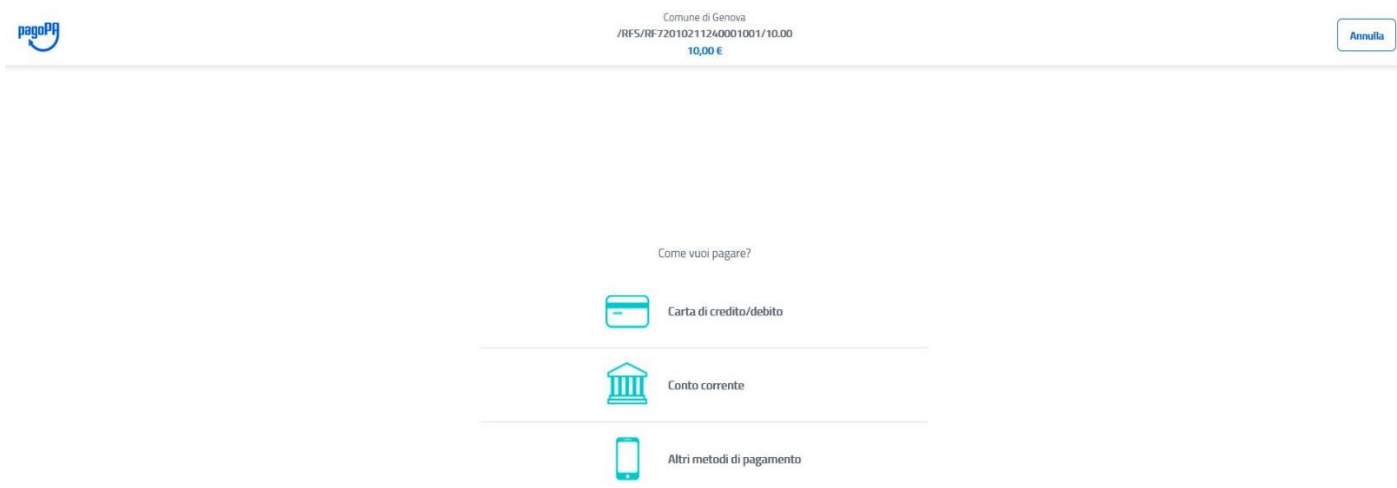 pagoPA
Comune di Genova
/RFS/RF72010211240001001/10.00
10,00 €
Annulla
Come vuoi pagare?
Carta di credito/debito
Conto corrente
Altri metodi di pagamento